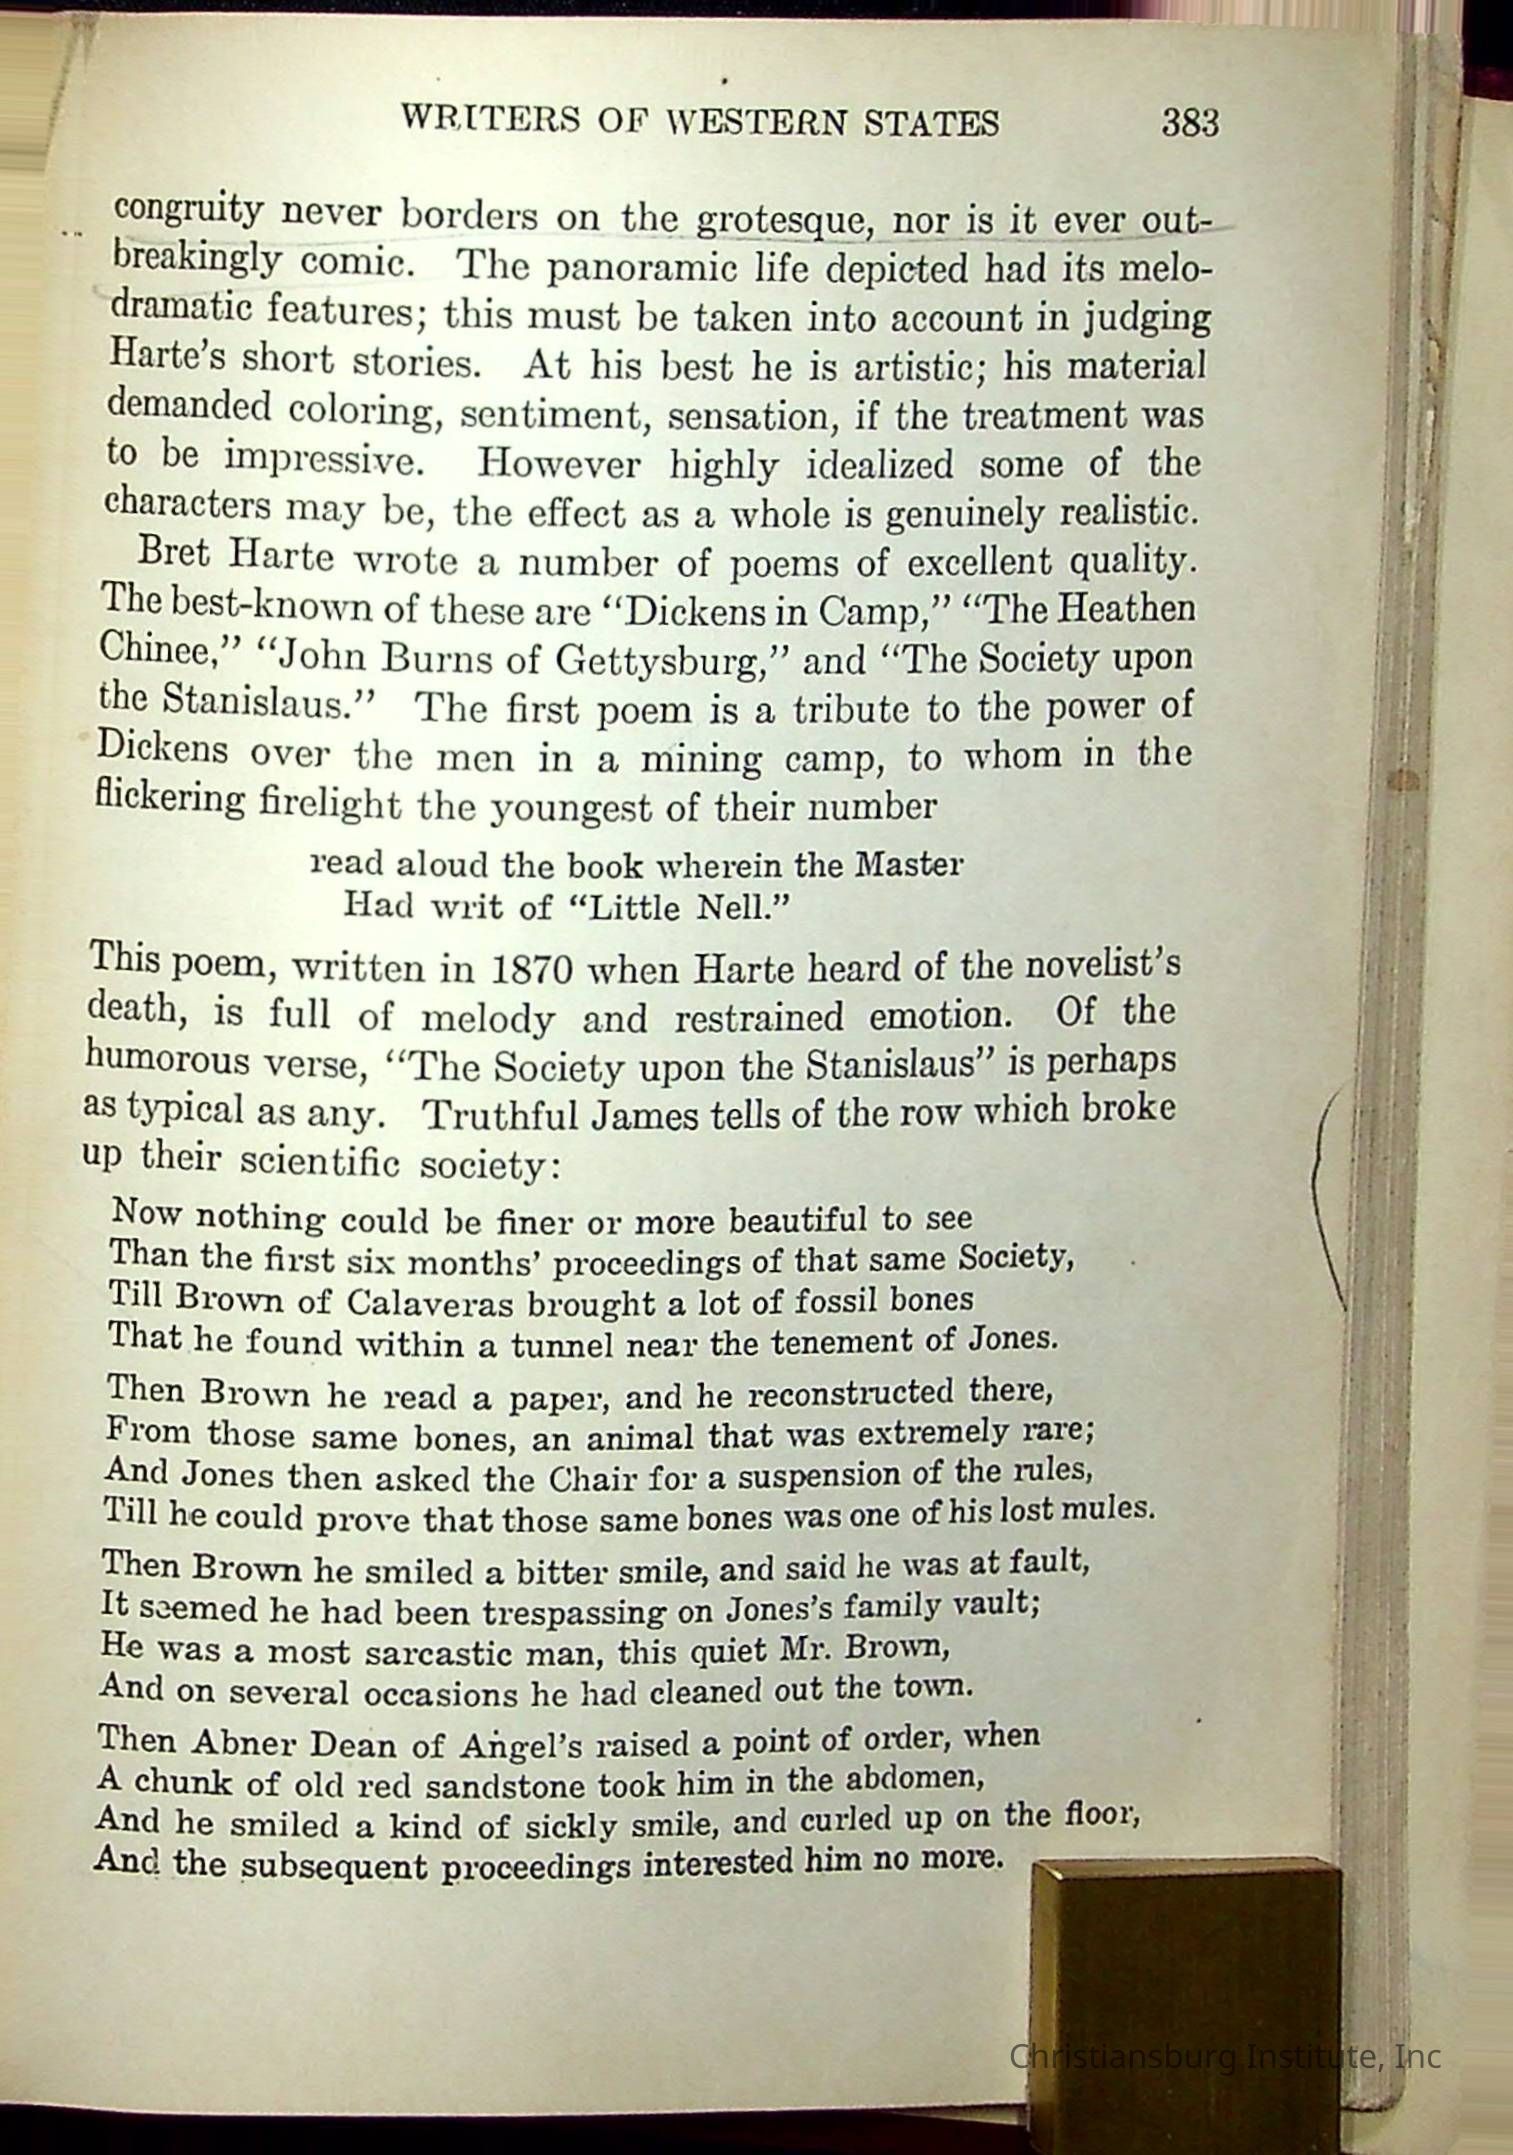 WRITERS OF WESTERN STATES 383
congruity never borders on the grotesque, nor is it ever out-
breakingly comic. The panoramic life depicted had its melo-
dramatic features; this must be taken into account in judging
Harte's short stories. At his best he is artistic; his material
demanded coloring, sentiment, sensation, if the treatment was
to be impressive. However highly idealized some of the
characters may be, the effect as a whole is genuinely realistic.
Bret Harte wrote a number of poems of excellent quality.
The best-known of these are “Dickens in Camp,” “The Heathen
Chinee,” “John Burns of Gettysburg,” and “The Society upon
the Stanislaus.” The first poem is a tribute to the power of
Dickens over the men in a mining camp, to whom in the
flickering firelight the youngest of their number
read aloud the book wherein the Master
Had writ of “Little Nell.”
This poem, written in 1870 when Harte heard of the novelist's
death, is full of melody and restrained emotion. Of the
humorous verse, “The Society upon the Stanislaus” is perhaps
as typical as any. Truthful James tells of the row which broke
up their scientific society:
Now nothing could be finer or more beautiful to see
Than the first six months' proceedings of that same Society,
Till Brown of Calaveras brought a lot of fossil bones
That he found within a tunnel near the tenement of Jones.
Then Brown he read a paper, and he reconstructed there,
From those same bones, an animal that was extremely rare;
And Jones then asked the Chair for a suspension of the rules,
Till he could prove that those same bones was one of his lost mules.
Then Brown he smiled a bitter smile, and said he was at fault,
It seemed he had been trespassing on Jones's family vault;
He was a most sarcastic man, this quiet Mr. Brown,
And on several occasions he had cleaned out the town.
Then Abner Dean of Angel's raised a point of order, when
A chunk of old red sandstone took him in the abdomen,
And he smiled a kind of sickly smile, and curled up on the floor,
And the subsequent proceedings interested him no more.
Christiansburg Institute, Inc